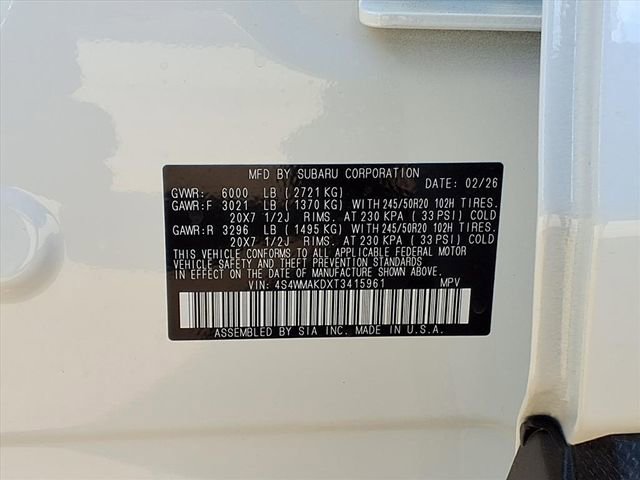 MFD BY SUBARU CORPORATION
DATE: 02/26
GVWR: 6000 LB ( 2721 KG)
GAWR:F 3021 LB ( 1370 KG) WITH 245/50R20 102H TIRES.
20X7 1/2J RIMS. AT 230 KPA ( 33 PSI) COLD
GAWR:R 3296 LB ( 1495 KG) WITH 245/50R20 102H TIRES.
20X7 1/2J RIMS. AT 230 KPA ( 33 PSI) COLD
THIS VEHICLE CONFORMS TO ALL APPLICABLE FEDERAL MOTOR
VEHICLE SAFETY, BUMPER, AND THEFT PREVENTION STANDARDS
IN EFFECT ON THE DATE OF MANUFACTURE SHOWN ABOVE.
VIN: 4S4WMAKDXT3415961 MPV
ASSEMBLED BY SIA INC. MADE IN U.S.A.